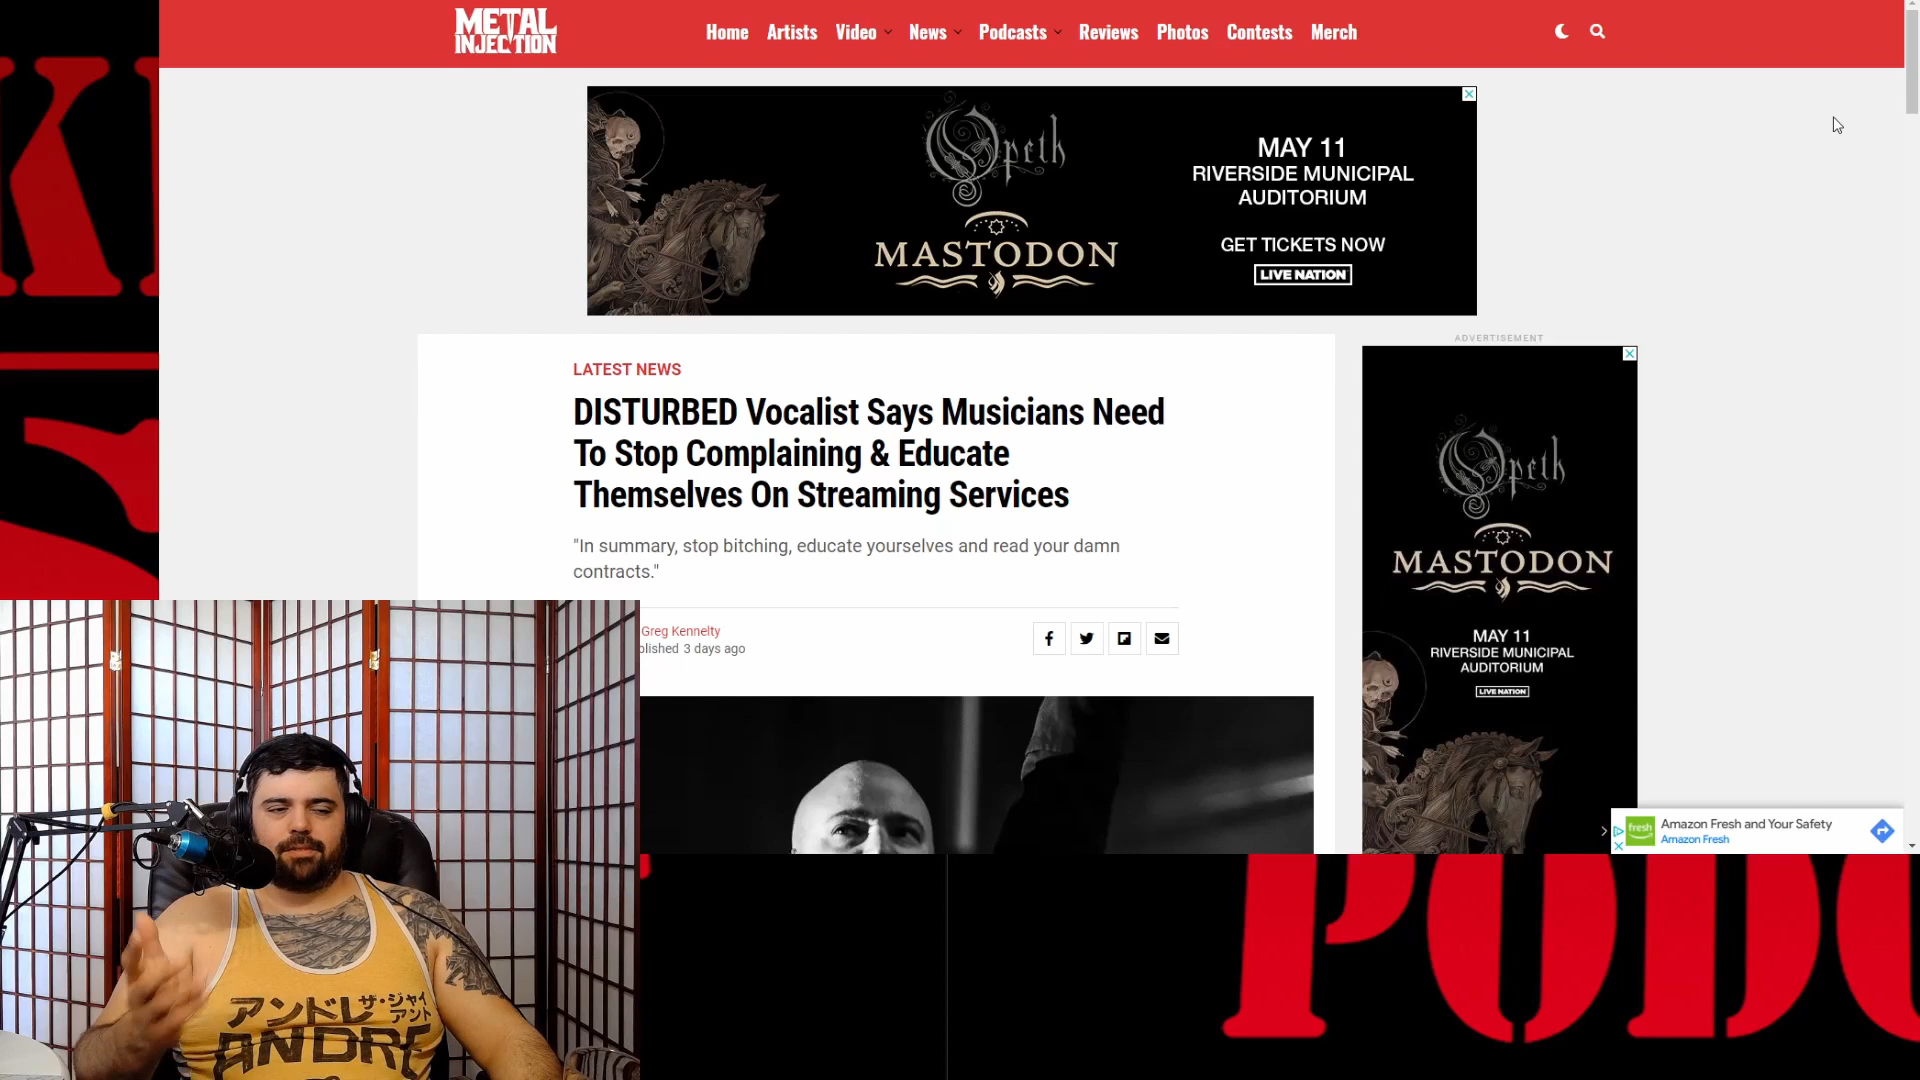 METAL
INJECTION
Home Artists Video News Podcasts Reviews Photos Contests Merch
Opeth
MASTODON
MAY 11
RIVERSIDE MUNICIPAL
AUDITORIUM
GET TICKETS NOW
LIVE NATION
ADVERTISEMENT
LATEST NEWS
DISTURBED Vocalist Says Musicians Need
To Stop Complaining & Educate
Themselves On Streaming Services
"In summary, stop bitching, educate yourselves and read your damn
contracts."
Greg Kennelty
lished 3 days ago
Opeth
MASTODON
MAY 11
RIVERSIDE MUNICIPAL
AUDITORIUM
LIVE NATION
fresh
Amazon Fresh and Your Safety
Amazon Fresh
アンドレ ザ・ジャイ
アント
ANDRE
POD